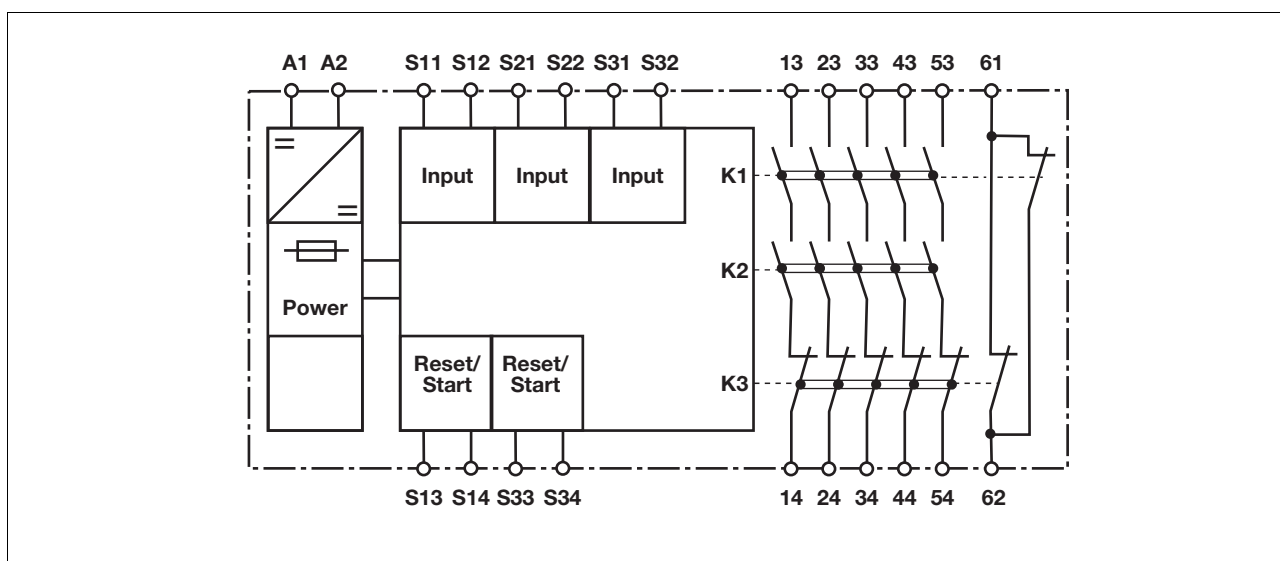 A1 A2 S11 S12 S21 S22 S31 S32 13 23 33 43 53 61
Input Input Input K1
K2
Power
Reset/ Reset/
Start Start
K3
S13 S14 S33 S34 14 24 34 44 54 62